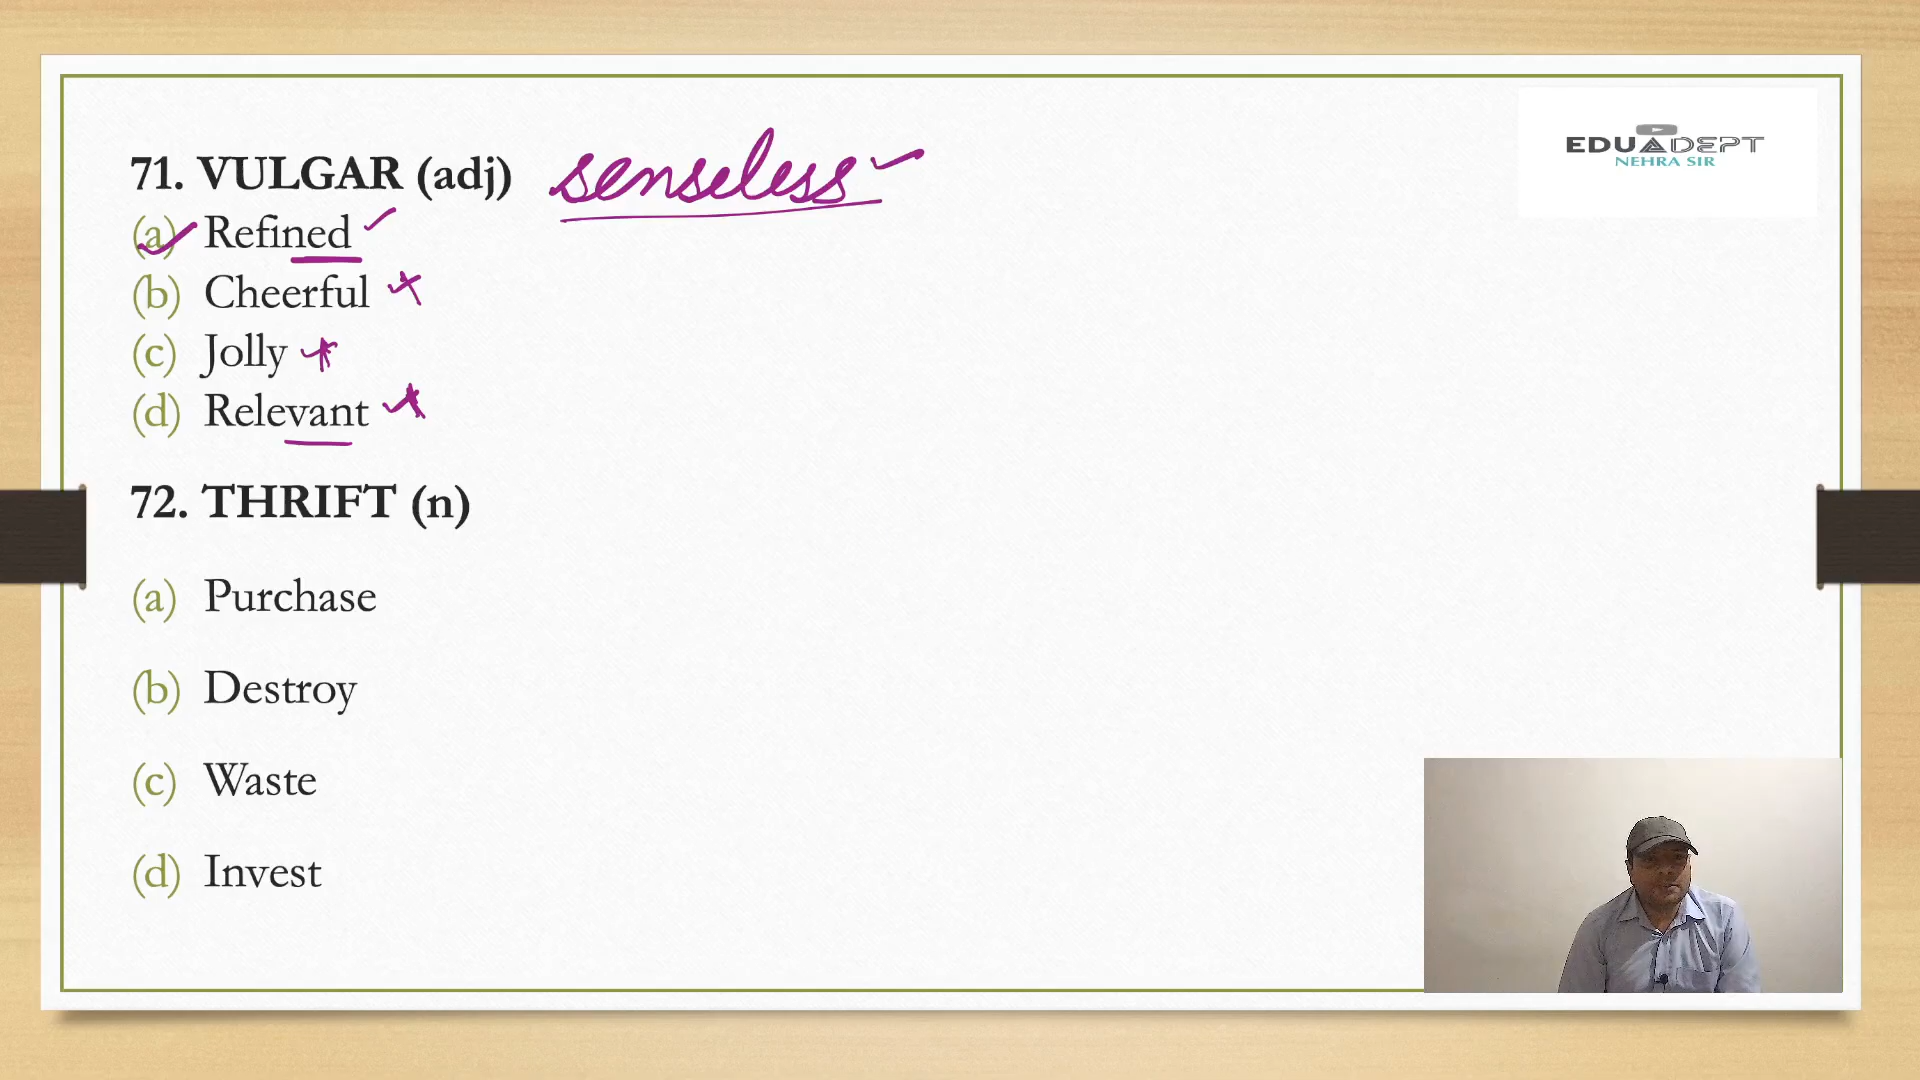 71. VULGAR (adj) senseless
(a) Refined
(b) Cheerful
(c) Jolly
(d) Relevant
72. THRIFT (n)
(a) Purchase
(b) Destroy
(c) Waste
(d) Invest
EDUADEPT
NEHRA SIR